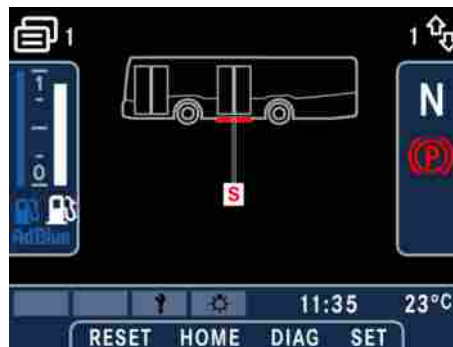 1
1
1
0
N
(P)
S
AdBlue
11:35 23°C
RESET HOME DIAG SET